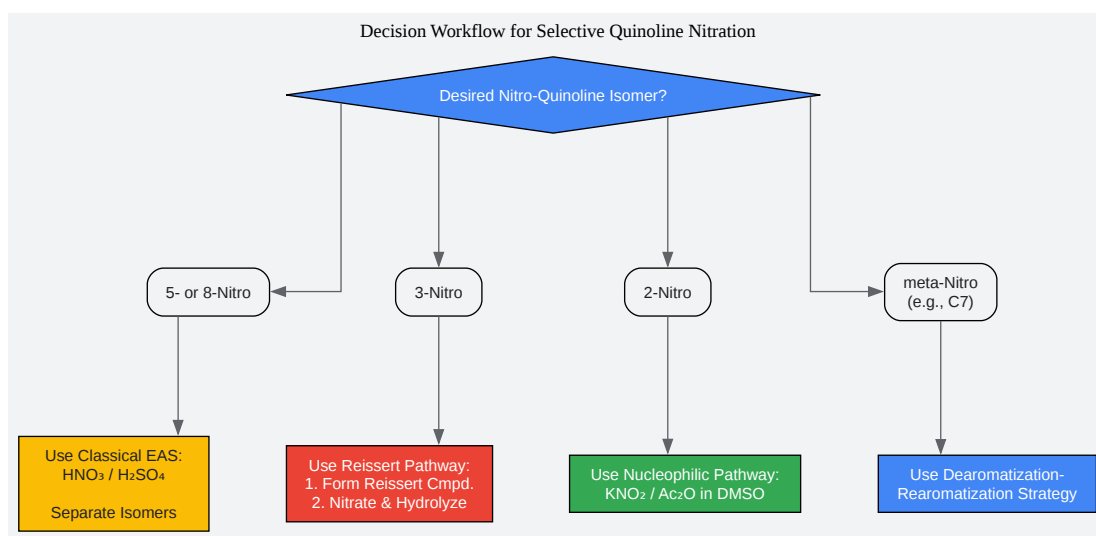 Decision Workflow for Selective Quinoline Nitration
Desired Nitro-Quinoline Isomer?
5- or 8-Nitro
3-Nitro
2-Nitro
meta-Nitro
(e.g., C7)
Use Classical EAS:
HNO₃ / H₂SO₄
Separate Isomers
Use Reissert Pathway:
1. Form Reissert Cmpd.
2. Nitrate & Hydrolyze
Use Nucleophilic Pathway:
KNO₂ / Ac₂O in DMSO
Use Dearomatization-
Rearomatization Strategy